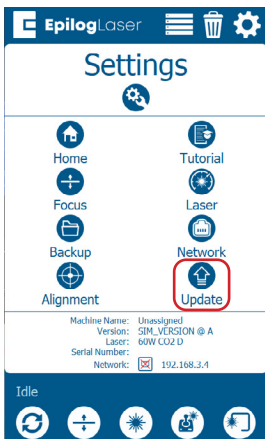 EpilogLaser
Settings
Home Tutorial
Focus Laser
Backup Network
Alignment Update
Machine Name: Unassigned
Version: SIM_VERSION @ A
Laser: 60W CO2 D
Serial Number:
Network: 192.168.3.4
Idle